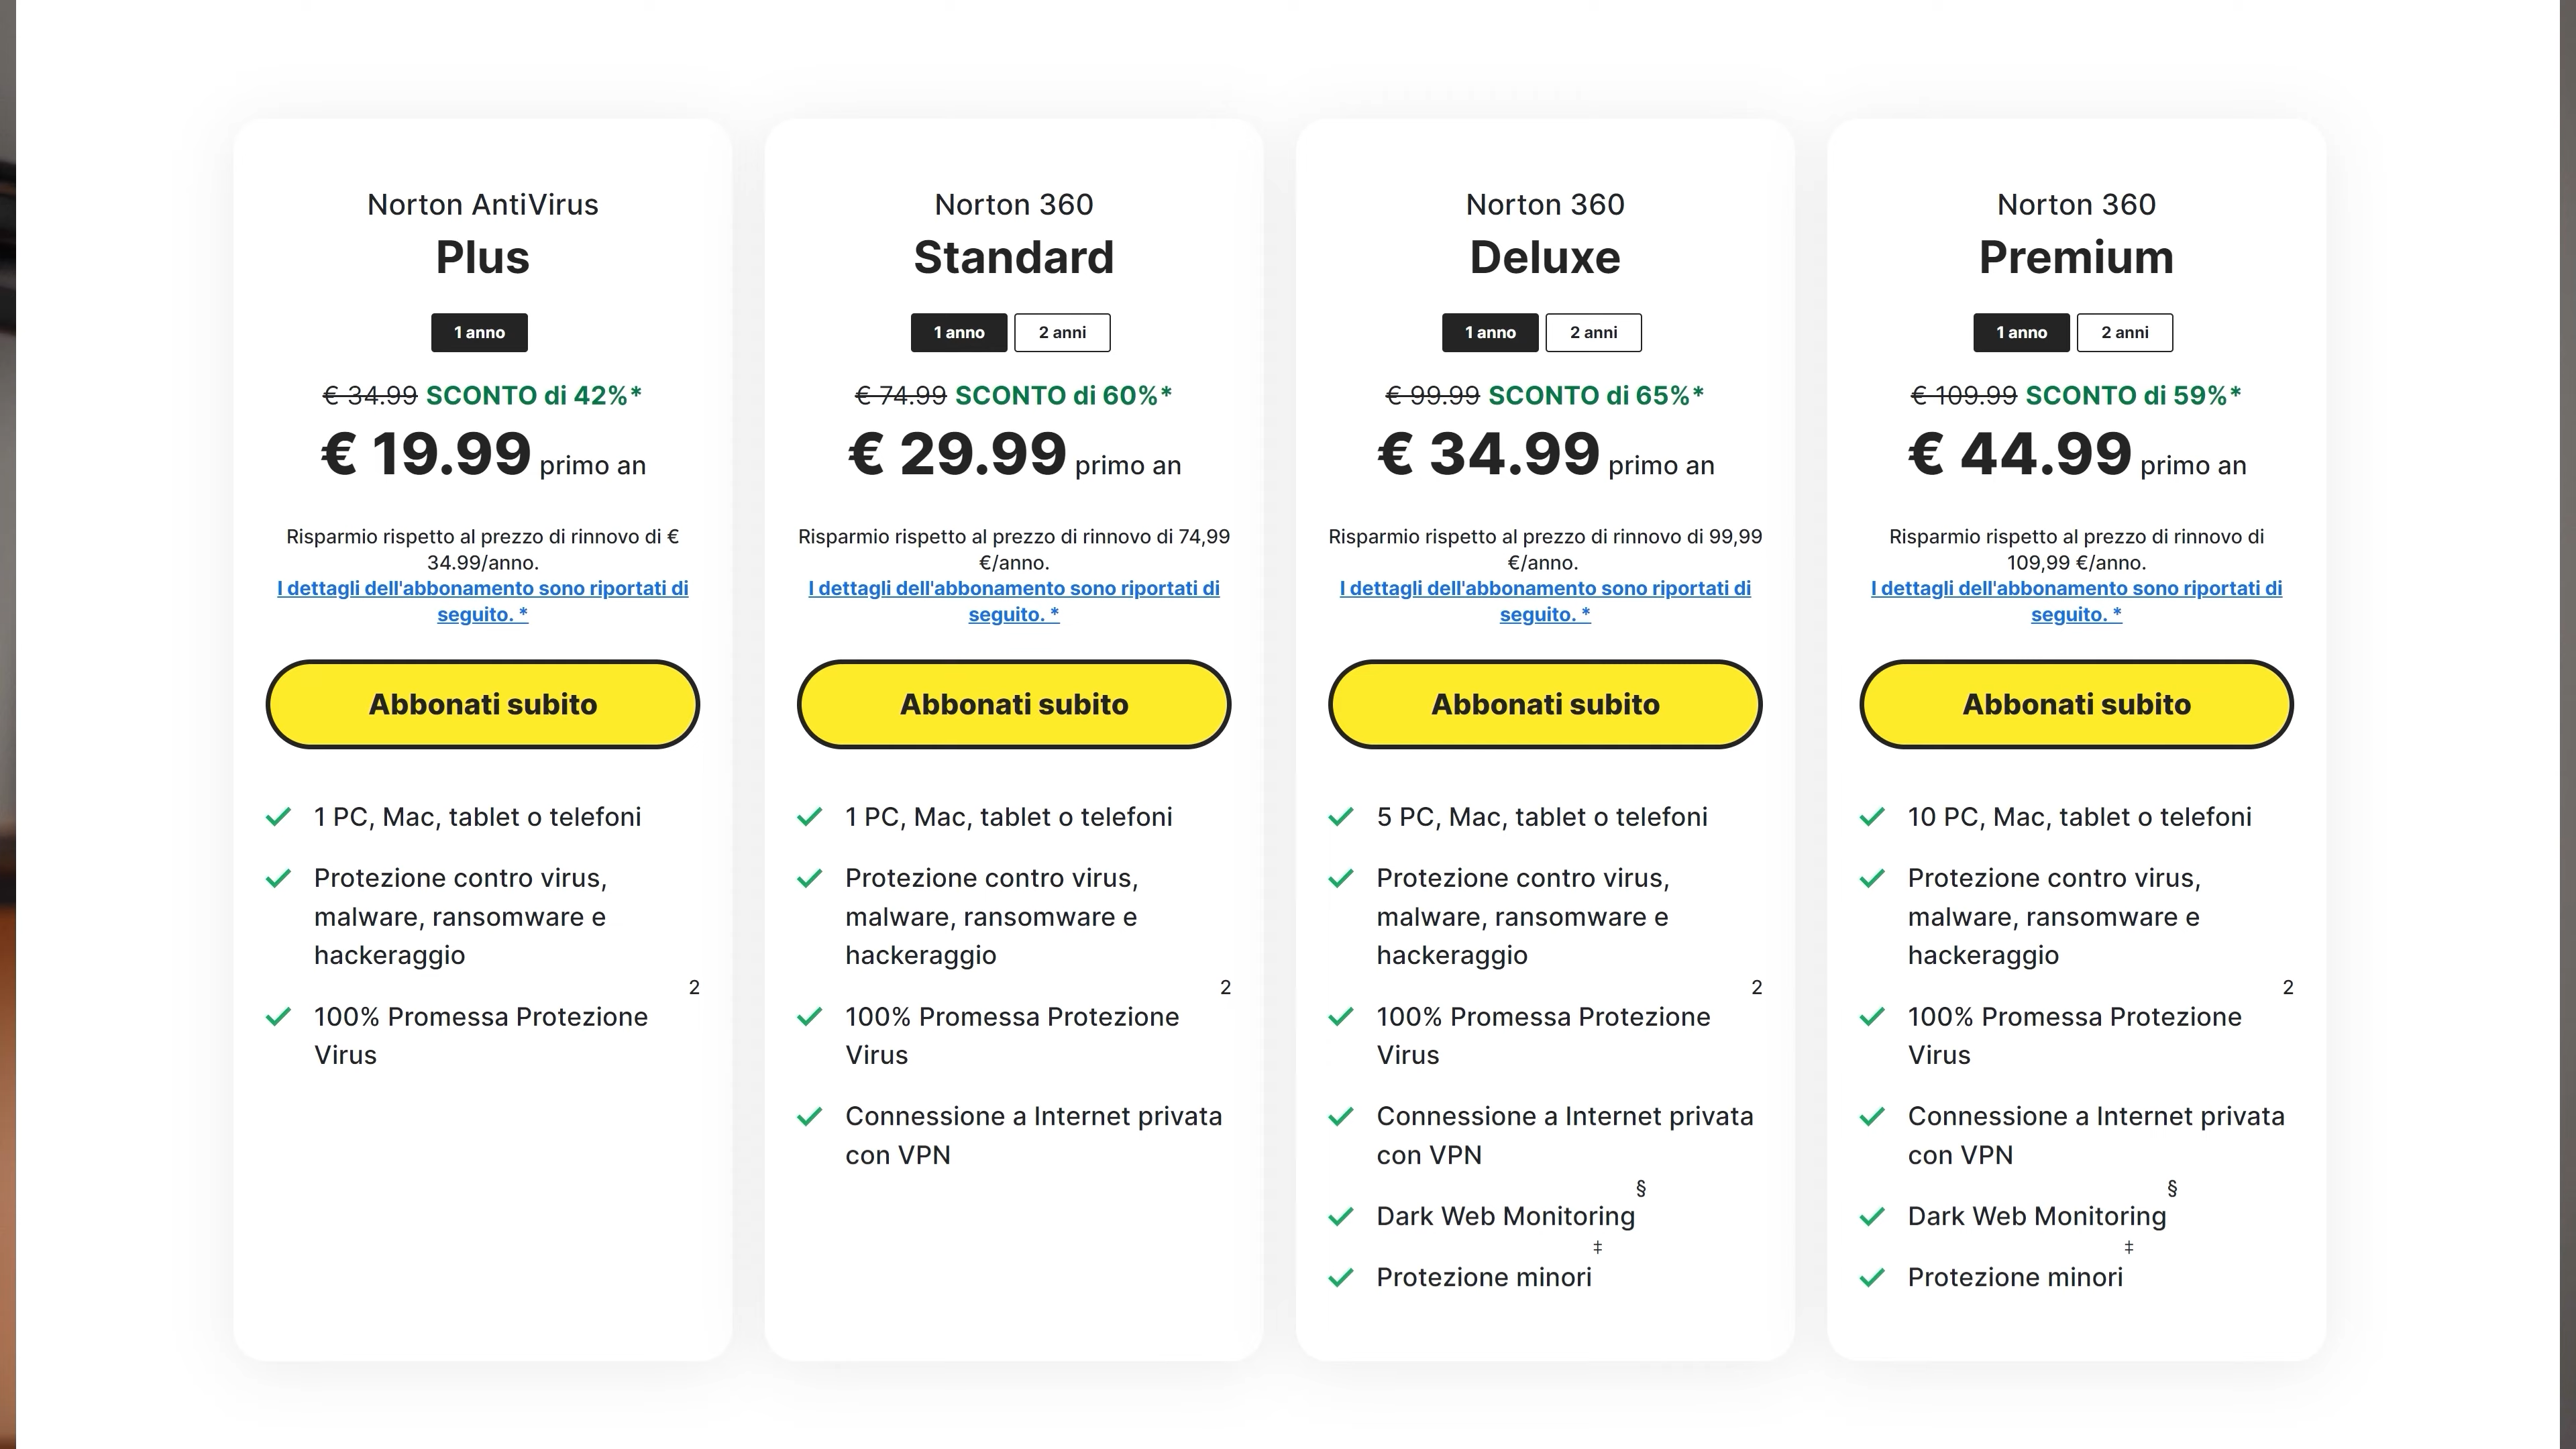 Norton AntiVirus
Plus
1 anno
€ 34.99 SCONTO di 42%*
€ 19.99 primo an
Risparmio rispetto al prezzo di rinnovo di €
34.99/anno.
I dettagli dell'abbonamento sono riportati di
seguito. *
Abbonati subito
1 PC, Mac, tablet o telefoni
Protezione contro virus,
malware, ransomware e
hackeraggio
2
100% Promessa Protezione
Virus
Norton 360
Standard
1 anno 2 anni
€ 74.99 SCONTO di 60%*
€ 29.99 primo an
Risparmio rispetto al prezzo di rinnovo di 74,99
€/anno.
I dettagli dell'abbonamento sono riportati di
seguito. *
Abbonati subito
1 PC, Mac, tablet o telefoni
Protezione contro virus,
malware, ransomware e
hackeraggio
2
100% Promessa Protezione
Virus
Connessione a Internet privata
con VPN
Norton 360
Deluxe
1 anno 2 anni
€ 99.99 SCONTO di 65%*
€ 34.99 primo an
Risparmio rispetto al prezzo di rinnovo di 99,99
€/anno.
I dettagli dell'abbonamento sono riportati di
seguito. *
Abbonati subito
5 PC, Mac, tablet o telefoni
Protezione contro virus,
malware, ransomware e
hackeraggio
2
100% Promessa Protezione
Virus
Connessione a Internet privata
con VPN
§
Dark Web Monitoring
‡
Protezione minori
Norton 360
Premium
1 anno 2 anni
€ 109.99 SCONTO di 59%*
€ 44.99 primo an
Risparmio rispetto al prezzo di rinnovo di
109,99 €/anno.
I dettagli dell'abbonamento sono riportati di
seguito. *
Abbonati subito
10 PC, Mac, tablet o telefoni
Protezione contro virus,
malware, ransomware e
hackeraggio
2
100% Promessa Protezione
Virus
Connessione a Internet privata
con VPN
§
Dark Web Monitoring
‡
Protezione minori